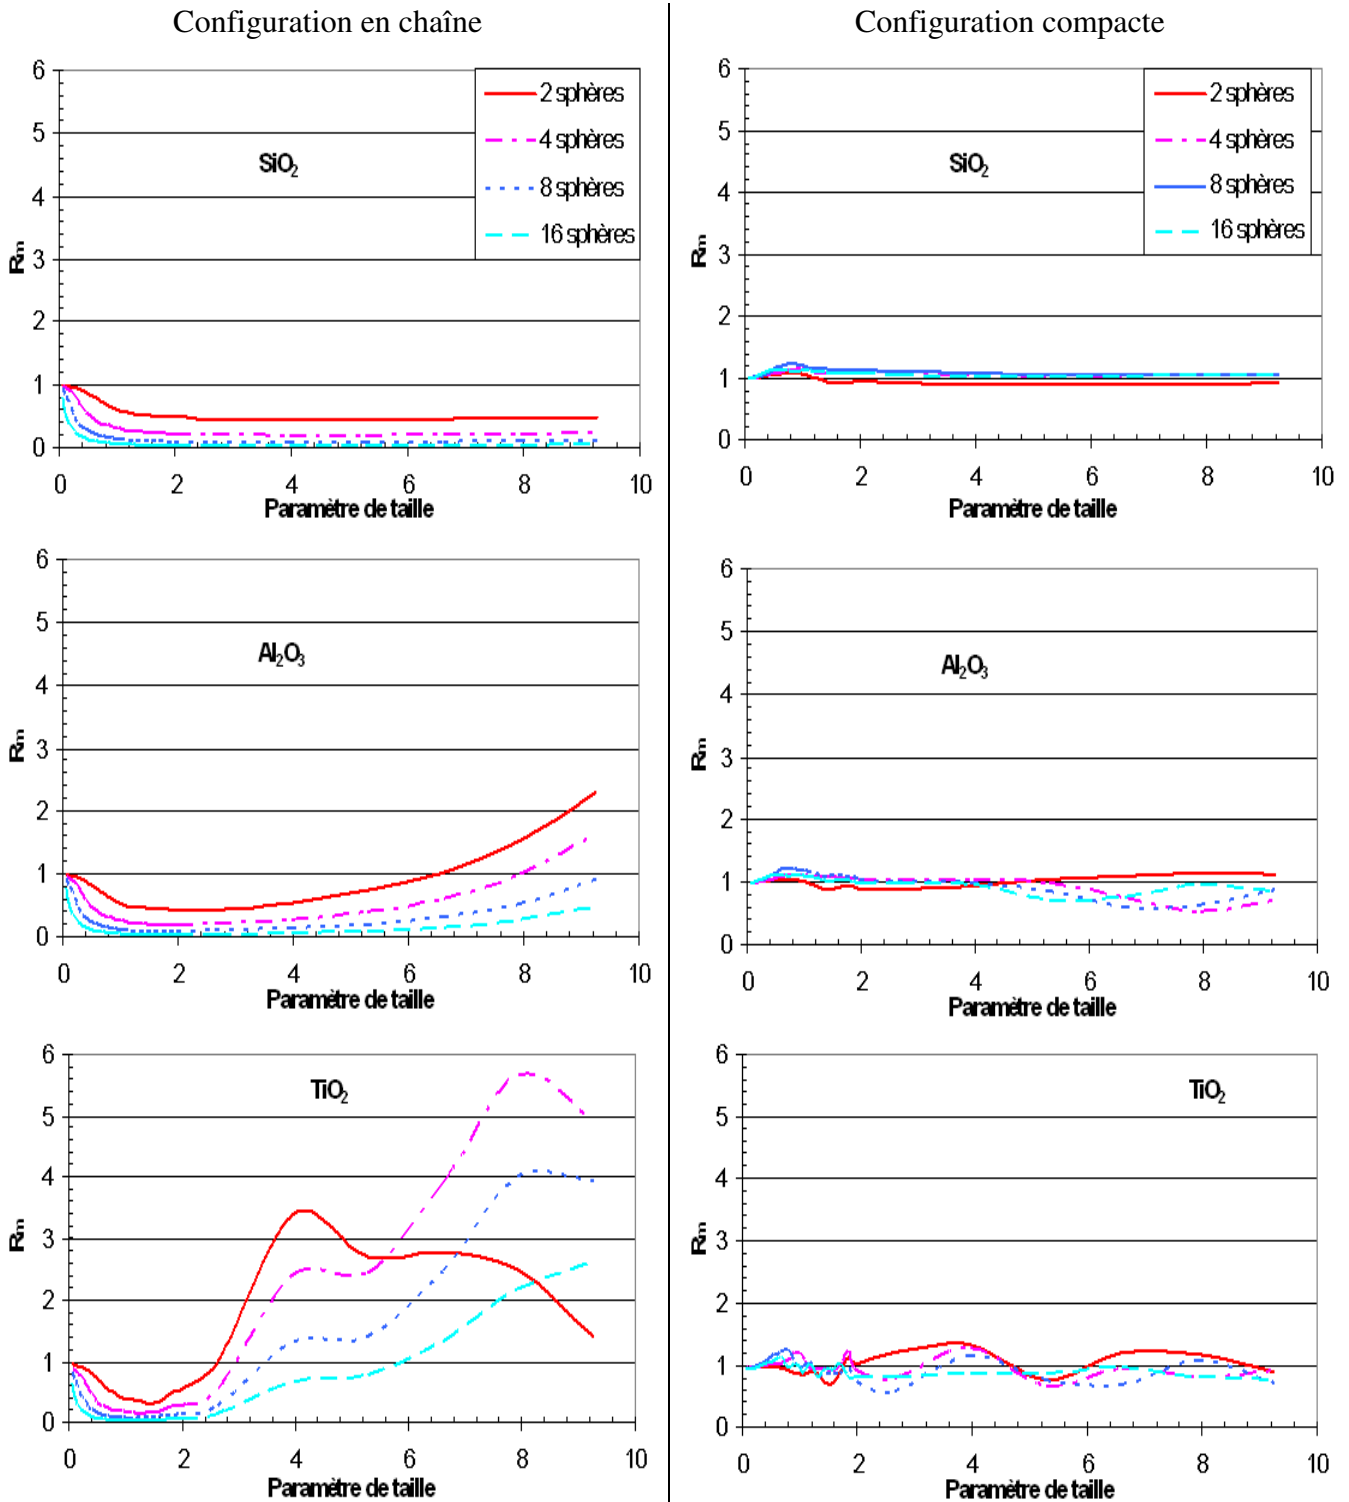 Configuration en chaîne
Configuration compacte
6
5
4
3
2
1
0
Rm
SiO2
2 sphères
4 sphères
8 sphères
16 sphères
0 2 4 6 8 10
Paramètre de taille
6
5
4
3
2
1
0
Rm
SiO2
2 sphères
4 sphères
8 sphères
16 sphères
0 2 4 6 8 10
Paramètre de taille
6
5
4
3
2
1
0
Rm
Al2O3
0 2 4 6 8 10
Paramètre de taille
6
5
4
3
2
1
0
Rm
Al2O3
0 2 4 6 8 10
Paramètre de taille
6
5
4
3
2
1
0
Rm
TiO2
0 2 4 6 8 10
Paramètre de taille
6
5
4
3
2
1
0
Rm
TiO2
0 2 4 6 8 10
Paramètre de taille